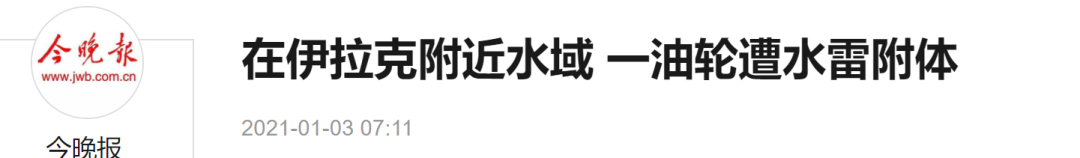 今晚报
www.jwb.com.cn
今晚报
在伊拉克附近水域 一油轮遭水雷附体
2021-01-03 07:11